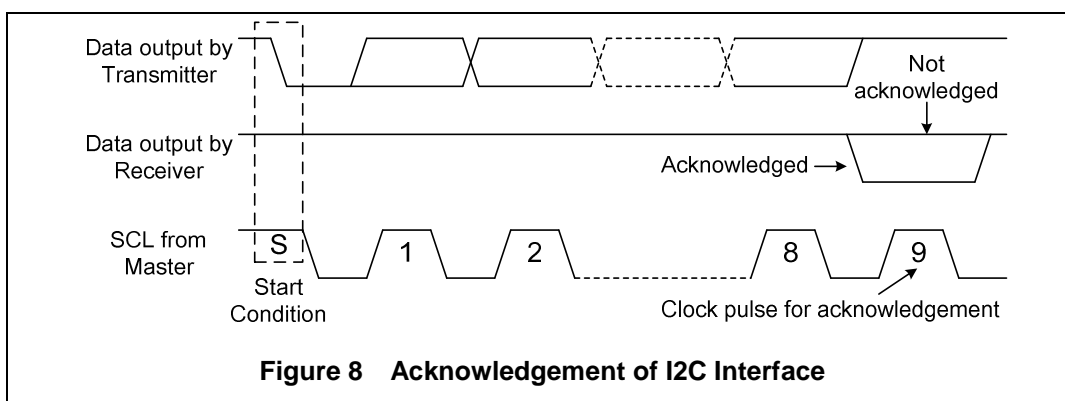 Data output by
Transmitter
Not
acknowledged
Data output by
Receiver
Acknowledged
SCL from
Master
S
1
2
8
9
Start
Condition
Clock pulse for acknowledgement
Figure 8 Acknowledgement of I2C Interface